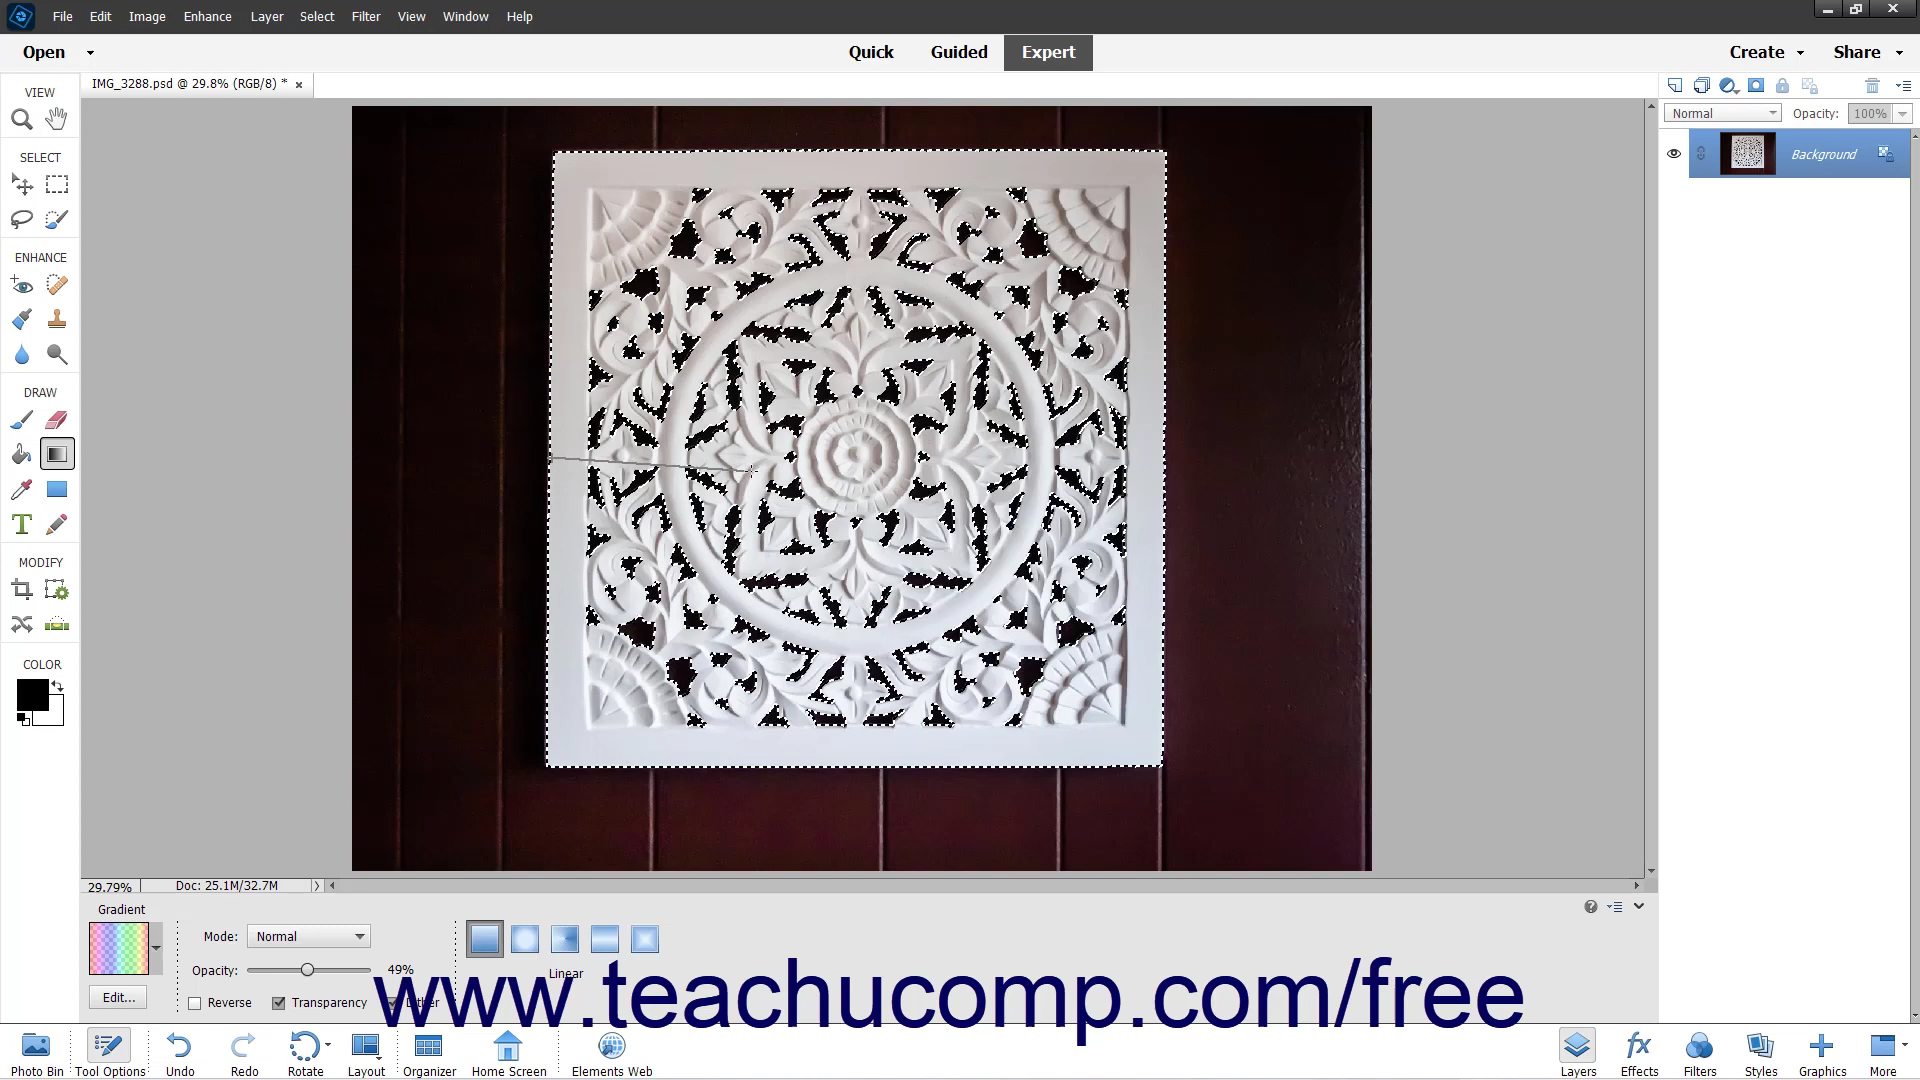 File Edit Image Enhance Layer Select Filter View Window Help
Open Quick Guided Expert Create Share
IMG_3288.psd @ 29.8% (RGB/8) * ×
VIEW
SELECT
ENHANCE
DRAW
MODIFY
COLOR
Normal Opacity: 100%
Background
29.79% Doc: 25.1M/32.7M
Gradient
Mode: Normal
Opacity: 49%
Linear
Edit... Reverse Transparency Dither
www.teachucomp.com/free
Photo Bin Tool Options Undo Redo Rotate Layout Organizer Home Screen Elements Web Layers Effects Filters Styles Graphics More